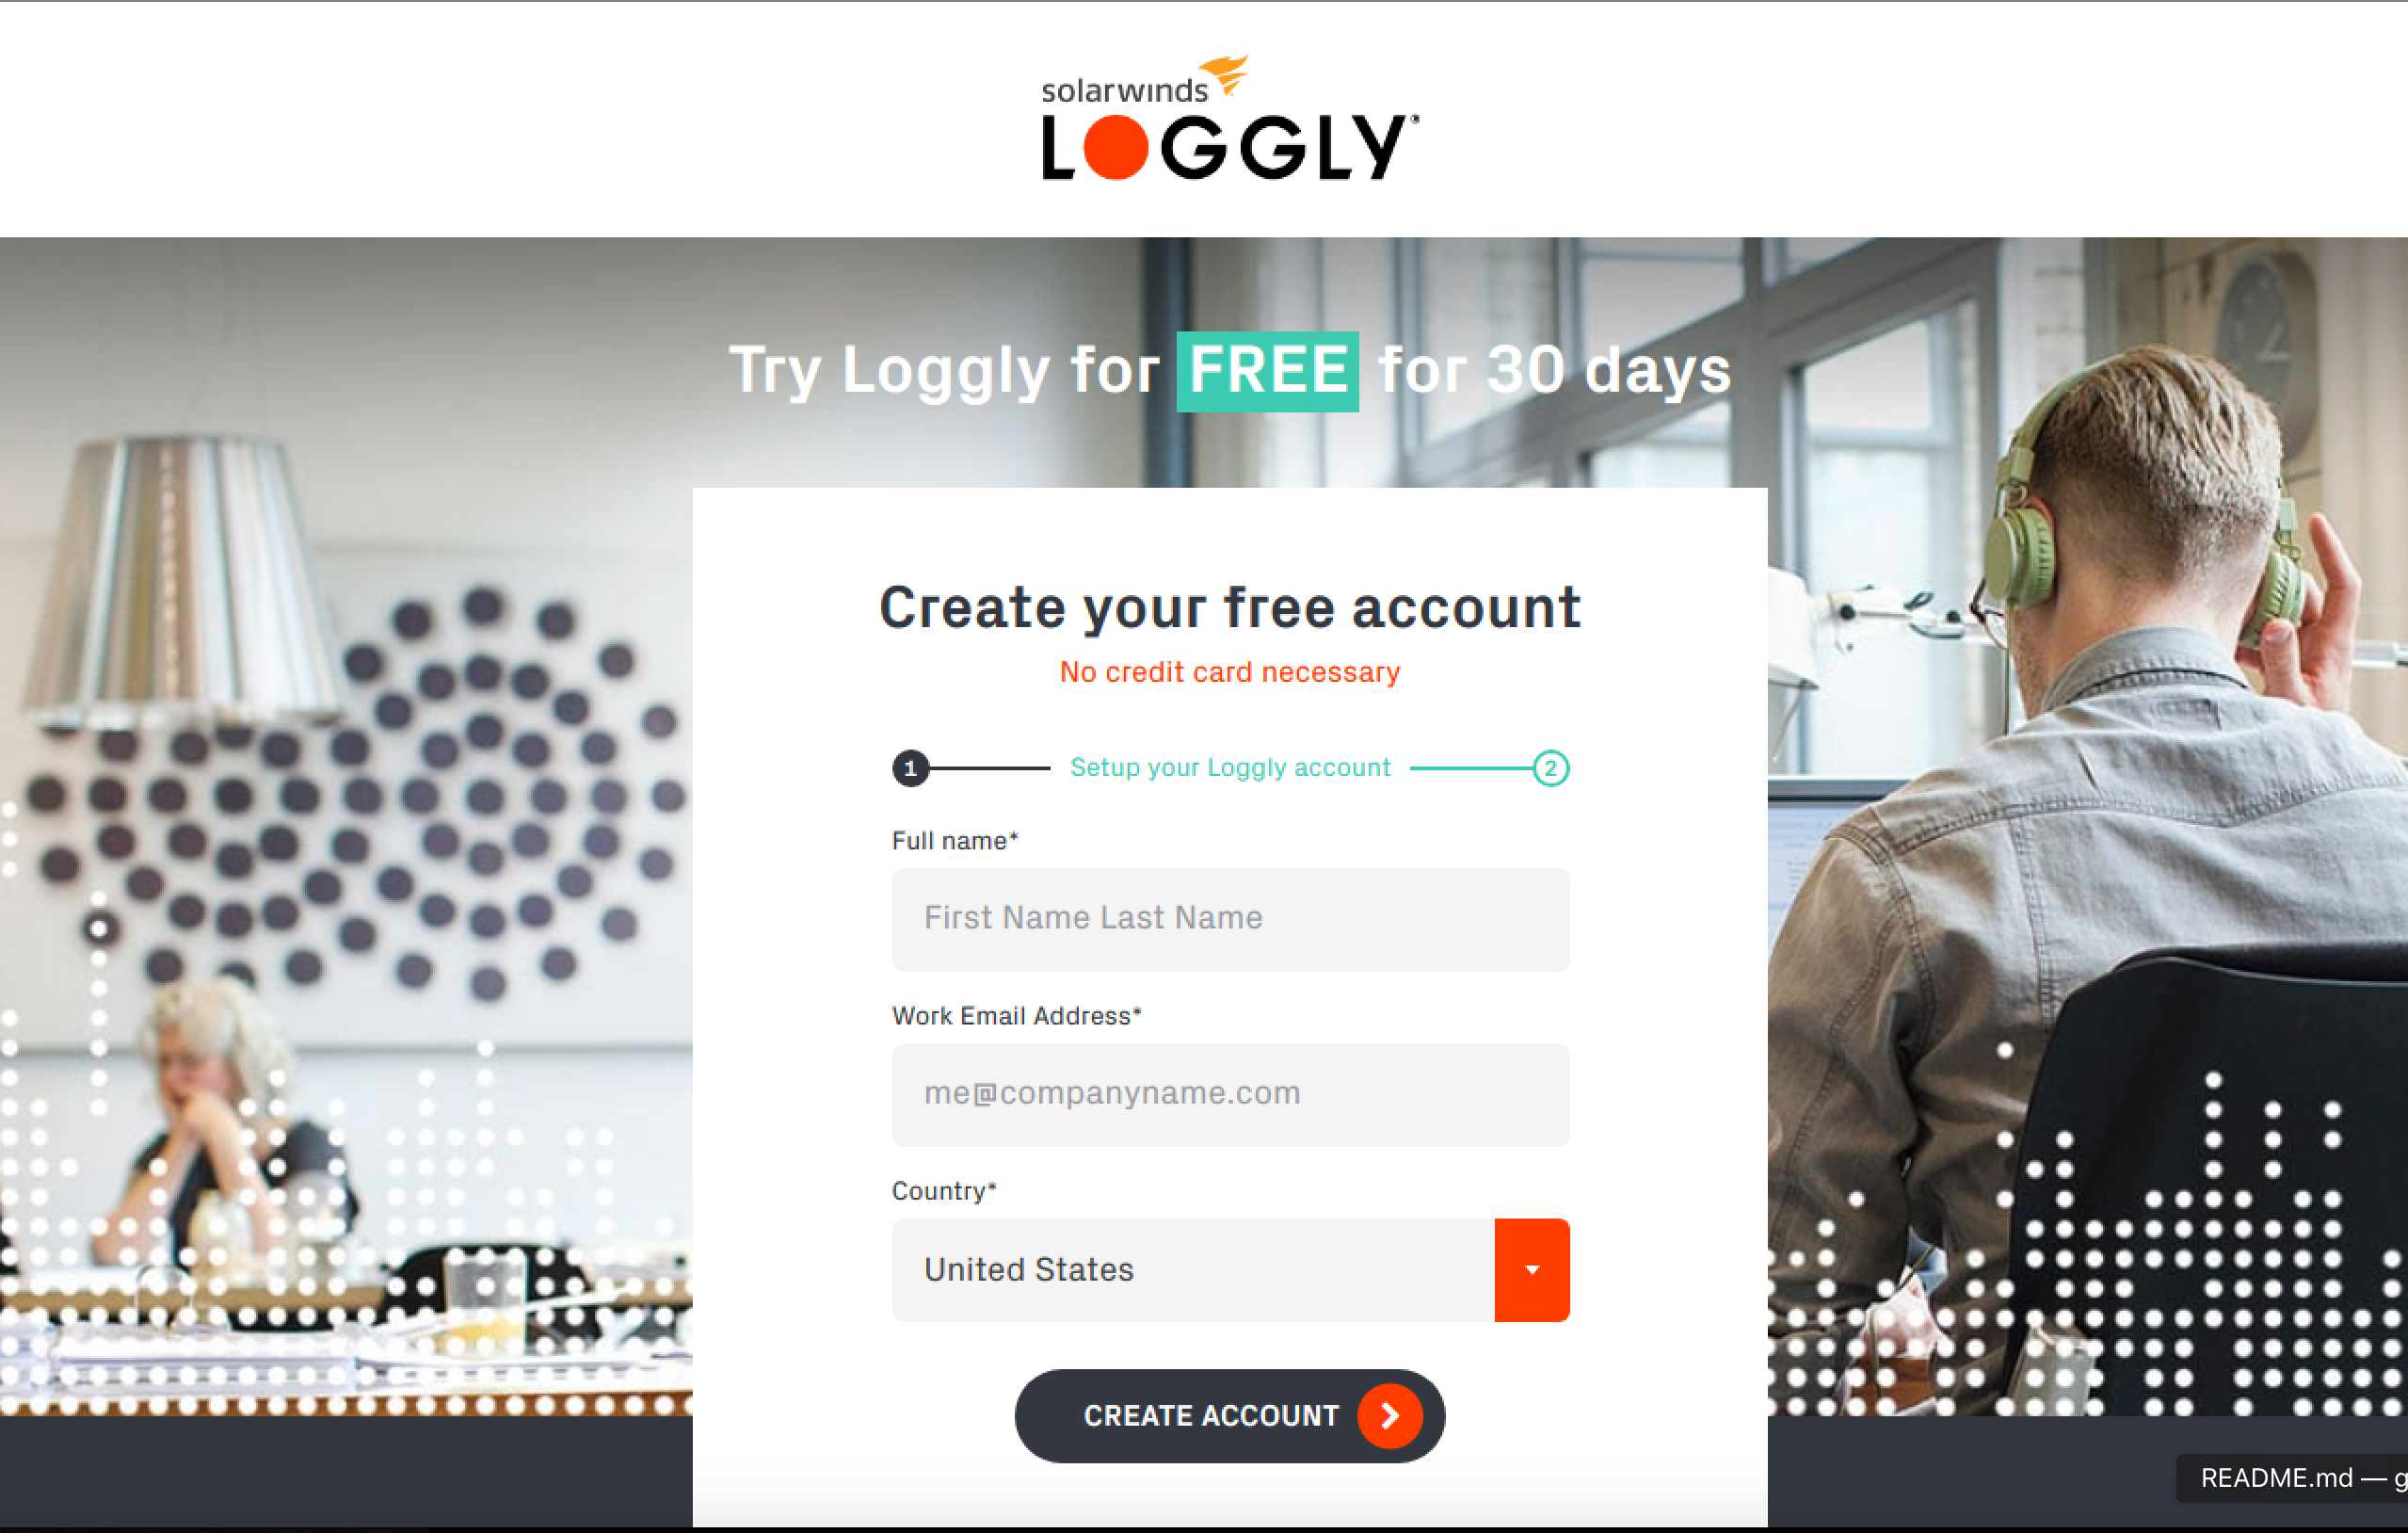 solarwinds
LOGGLY
Try Loggly for FREE for 30 days
Create your free account
No credit card necessary
1 Setup your Loggly account 2
Full name*
First Name Last Name
Work Email Address*
me@companyname.com
Country*
United States
CREATE ACCOUNT
README.md — g